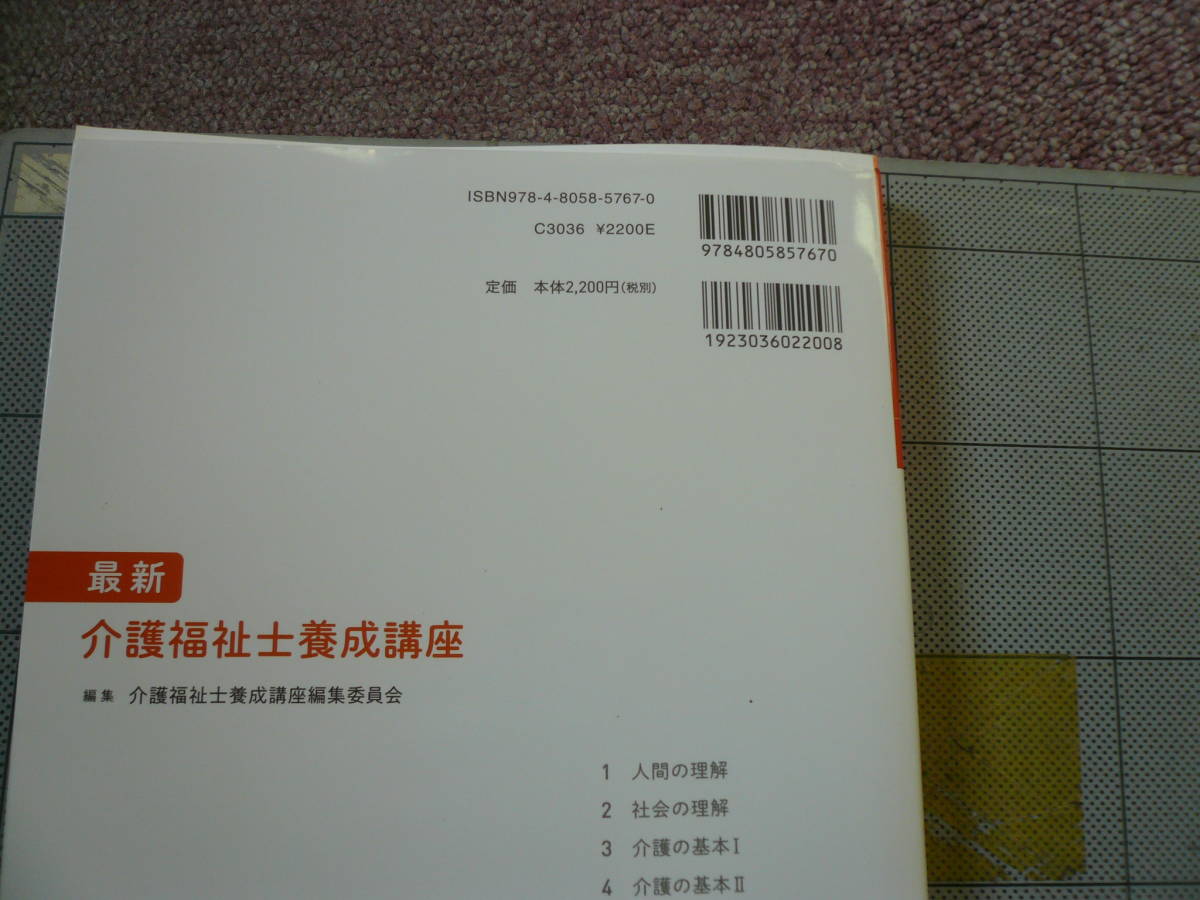 ISBN978-4-8058-5767-0
C3036 ¥2200E
9784805857670
定価 本体2,200円(税別)
1923036022008
最新
介護福祉士養成講座
編集 介護福祉士養成講座編集委員会
1 人間の理解
2 社会の理解
3 介護の基本Ⅰ
4 介護の基本Ⅱ